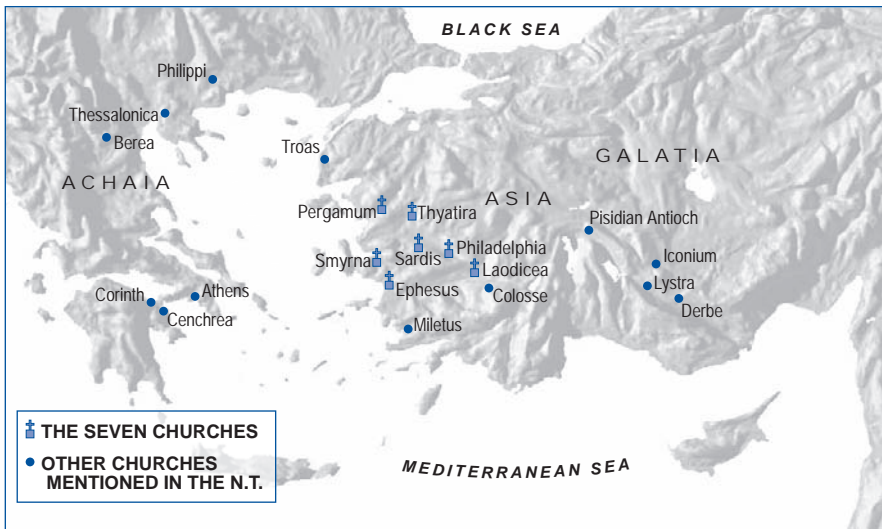 BLACK SEA
Philippi
Thessalonica
Berea
Troas
GALATIA
ACHAIA
ASIA
Pergamum
Thyatira
Pisidian Antioch
Philadelphia
Sardis
Smyrna
Iconium
Laodicea
Ephesus
Colosse
Lystra
Athens
Corinth
Derbe
Cenchrea
Miletus
THE SEVEN CHURCHES
OTHER CHURCHES
MENTIONED IN THE N.T.
MEDITERRANEAN SEA